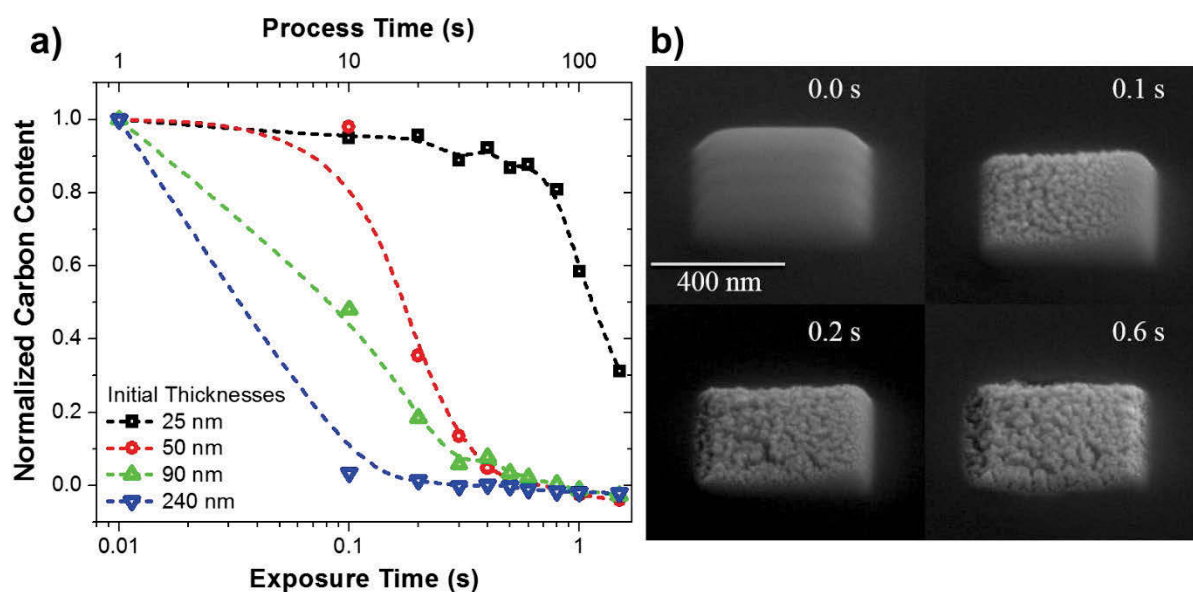 a)
Process Time (s)
1 10 100
Normalized Carbon Content
1.0
0.8
0.6
0.4
0.2
0.0
Initial Thicknesses
25 nm
50 nm
90 nm
240 nm
0.01 0.1 1
Exposure Time (s)
b)
0.0 s
0.1 s
400 nm
0.2 s
0.6 s